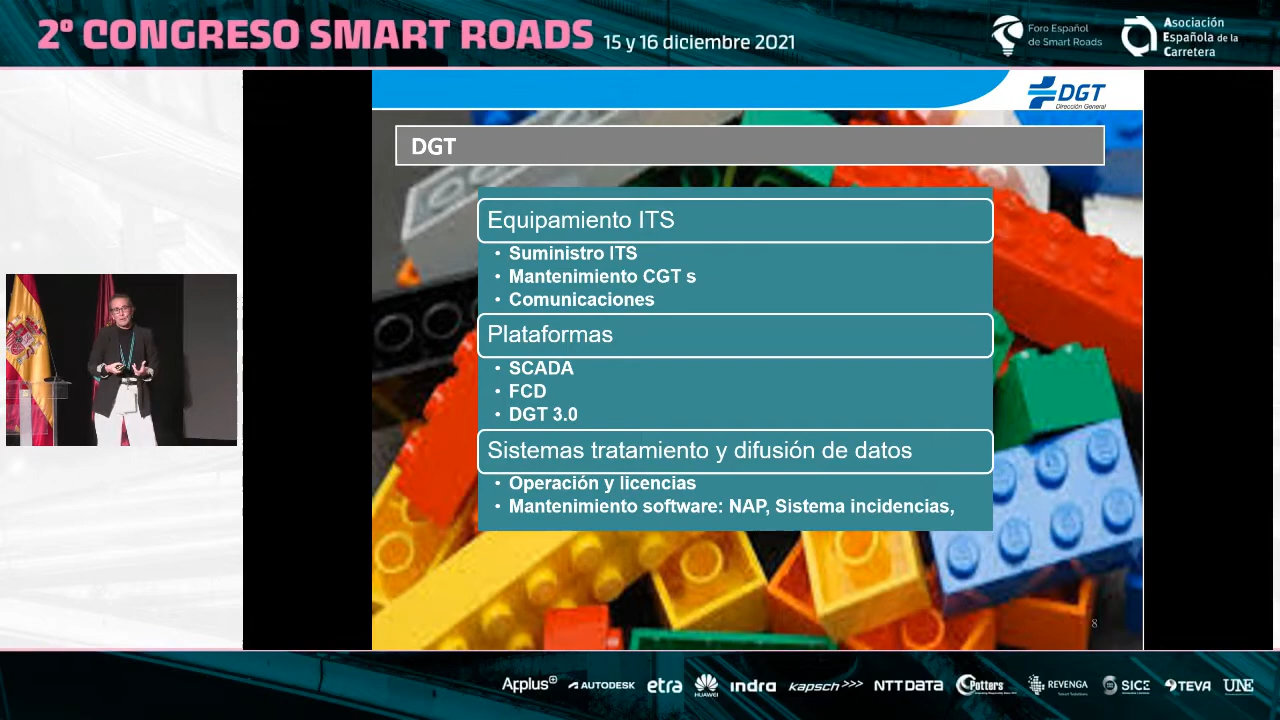 2º CONGRESO SMART ROADS 15 y 16 diciembre 2021
Foro Español
de Smart Roads
Asociación
Española de la
Carretera
DGT
Dirección General
DGT
Equipamiento ITS
• Suministro ITS
• Mantenimiento CGT s
• Comunicaciones
Plataformas
• SCADA
• FCD
• DGT 3.0
Sistemas tratamiento y difusión de datos
• Operación y licencias
• Mantenimiento software: NAP, Sistema incidencias,
8
Applus+ AUTODESK etra HUAWEI indra kapsch>>> NTT DATA Potters REVENGA SICE TEVA UNE